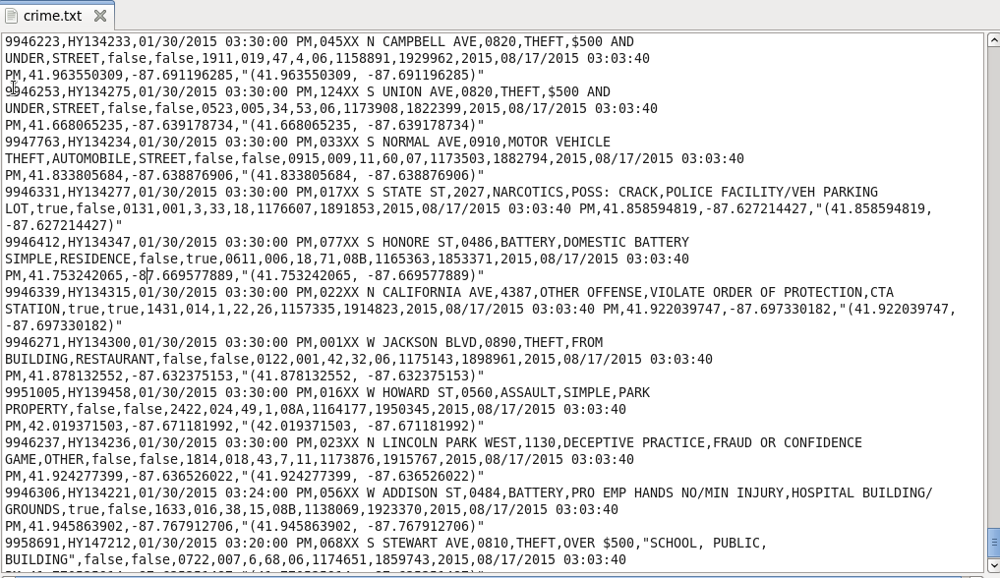 crime.txt
9946223,HY134233,01/30/2015 03:30:00 PM,045XX N CAMPBELL AVE,0820,THEFT,$500 AND
UNDER,STREET,false,false,1911,019,47,4,06,1158891,1929962,2015,08/17/2015 03:03:40
PM,41.963550309,-87.691196285,"(41.963550309, -87.691196285)"
9946253,HY134275,01/30/2015 03:30:00 PM,124XX S UNION AVE,0820,THEFT,$500 AND
UNDER,STREET,false,false,0523,005,34,53,06,1173908,1822399,2015,08/17/2015 03:03:40
PM,41.668065235,-87.639178734,"(41.668065235, -87.639178734)"
9947763,HY134234,01/30/2015 03:30:00 PM,033XX S NORMAL AVE,0910,MOTOR VEHICLE
THEFT,AUTOMOBILE,STREET,false,false,0915,009,11,60,07,1173503,1882794,2015,08/17/2015 03:03:40
PM,41.833805684,-87.638876906,"(41.833805684, -87.638876906)"
9946331,HY134277,01/30/2015 03:30:00 PM,017XX S STATE ST,2027,NARCOTICS,POSS: CRACK,POLICE FACILITY/VEH PARKING
LOT,true,false,0131,001,3,33,18,1176607,1891853,2015,08/17/2015 03:03:40 PM,41.858594819,-87.627214427,"(41.858594819,
-87.627214427)"
9946412,HY134347,01/30/2015 03:30:00 PM,077XX S HONORE ST,0486,BATTERY,DOMESTIC BATTERY
SIMPLE,RESIDENCE,false,true,0611,006,18,71,08B,1165363,1853371,2015,08/17/2015 03:03:40
PM,41.753242065,-87.669577889,"(41.753242065, -87.669577889)"
9946339,HY134315,01/30/2015 03:30:00 PM,022XX N CALIFORNIA AVE,4387,OTHER OFFENSE,VIOLATE ORDER OF PROTECTION,CTA
STATION,true,true,1431,014,1,22,26,1157335,1914823,2015,08/17/2015 03:03:40 PM,41.922039747,-87.697330182,"(41.922039747,
-87.697330182)"
9946271,HY134300,01/30/2015 03:30:00 PM,001XX W JACKSON BLVD,0890,THEFT,FROM
BUILDING,RESTAURANT,false,false,0122,001,42,32,06,1175143,1898961,2015,08/17/2015 03:03:40
PM,41.878132552,-87.632375153,"(41.878132552, -87.632375153)"
9951005,HY139458,01/30/2015 03:30:00 PM,016XX W HOWARD ST,0560,ASSAULT,SIMPLE,PARK
PROPERTY,false,false,2422,024,49,1,08A,1164177,1950345,2015,08/17/2015 03:03:40
PM,42.019371503,-87.671181992,"(42.019371503, -87.671181992)"
9946237,HY134236,01/30/2015 03:30:00 PM,023XX N LINCOLN PARK WEST,1130,DECEPTIVE PRACTICE,FRAUD OR CONFIDENCE
GAME,OTHER,false,false,1814,018,43,7,11,1173876,1915767,2015,08/17/2015 03:03:40
PM,41.924277399,-87.636526022,"(41.924277399, -87.636526022)"
9946306,HY134221,01/30/2015 03:24:00 PM,056XX W ADDISON ST,0484,BATTERY,PRO EMP HANDS NO/MIN INJURY,HOSPITAL BUILDING/
GROUNDS,true,false,1633,016,38,15,08B,1138069,1923370,2015,08/17/2015 03:03:40
PM,41.945863902,-87.767912706,"(41.945863902, -87.767912706)"
9958691,HY147212,01/30/2015 03:20:00 PM,068XX S STEWART AVE,0810,THEFT,OVER $500,"SCHOOL, PUBLIC,
BUILDING",false,false,0722,007,6,68,06,1174651,1859743,2015,08/17/2015 03:03:40